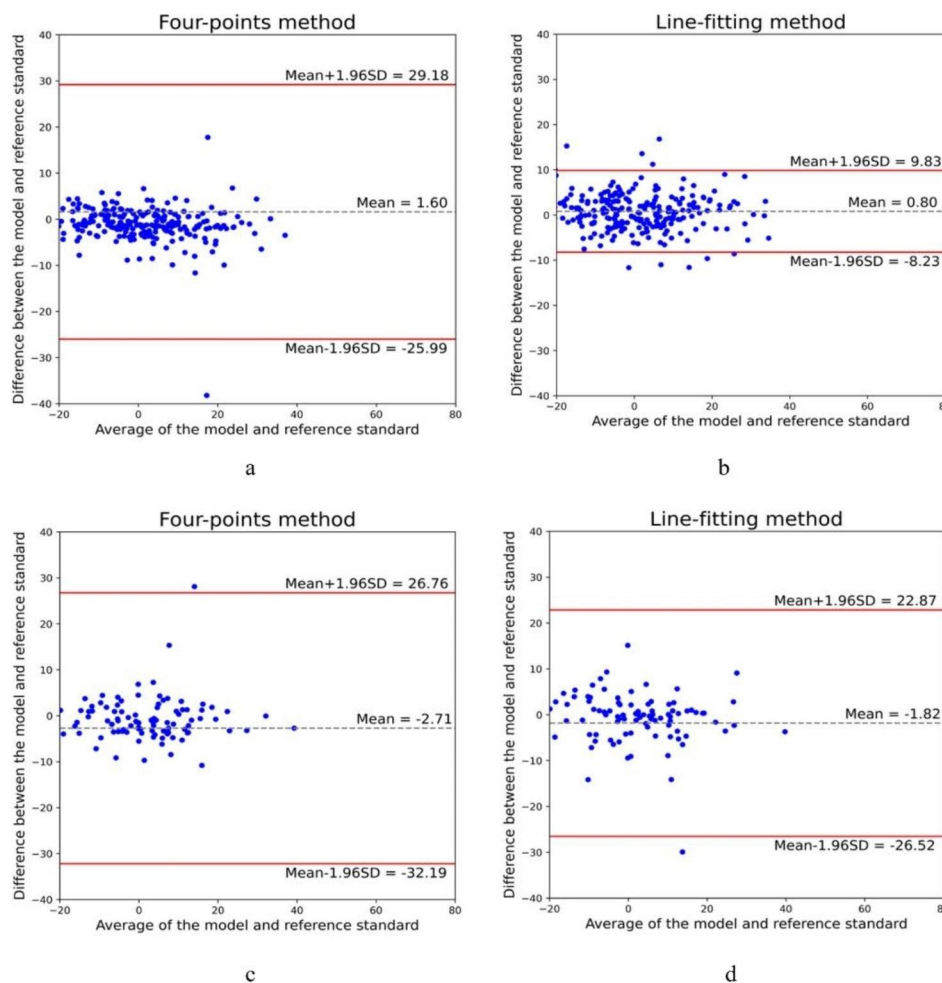 Four-points method
Difference between the model and reference standard
40
30
20
10
0
−10
−20
−30
−40
Mean+1.96SD = 29.18
Mean = 1.60
Mean-1.96SD = -25.99
−20
0
20
40
60
80
Average of the model and reference standard
a
Line-fitting method
Difference between the model and reference standard
40
30
20
10
0
−10
−20
−30
−40
Mean+1.96SD = 9.83
Mean = 0.80
Mean-1.96SD = -8.23
−20
0
20
40
60
80
Average of the model and reference standard
b
Four-points method
Difference between the model and reference standard
40
30
20
10
0
−10
−20
−30
−40
Mean+1.96SD = 26.76
Mean = -2.71
Mean-1.96SD = -32.19
−20
0
20
40
60
80
Average of the model and reference standard
c
Line-fitting method
Difference between the model and reference standard
40
30
20
10
0
−10
−20
−30
−40
Mean+1.96SD = 22.87
Mean = -1.82
Mean-1.96SD = -26.52
−20
0
20
40
60
80
Average of the model and reference standard
d